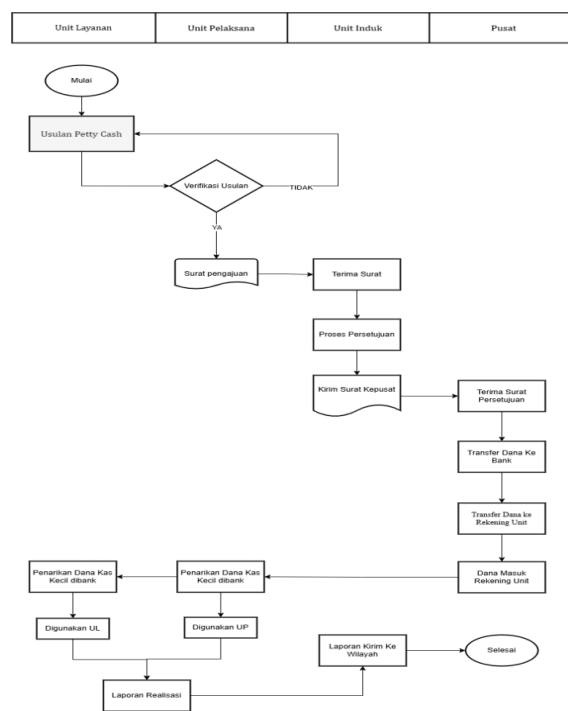 Unit Layanan
Unit Pelaksana
Unit Induk
Pusat
Mulai
Usulan Petty Cash
Verifikasi Usulan
TIDAK
YA
Surat pengajuan
Terima Surat
Proses Persetujuan
Kirim Surat Kepusat
Terima Surat
Persetujuan
Transfer Dana Ke
Bank
Transfer Dana ke
Rekening Unit
Penarikan Dana Kas
Kecil dibank
Penarikan Dana Kas
Kecil dibank
Dana Masuk
Rekening Unit
Digunakan UL
Digunakan UP
Laporan Kirim Ke
Wilayah
Selesai
Laporan Realisasi